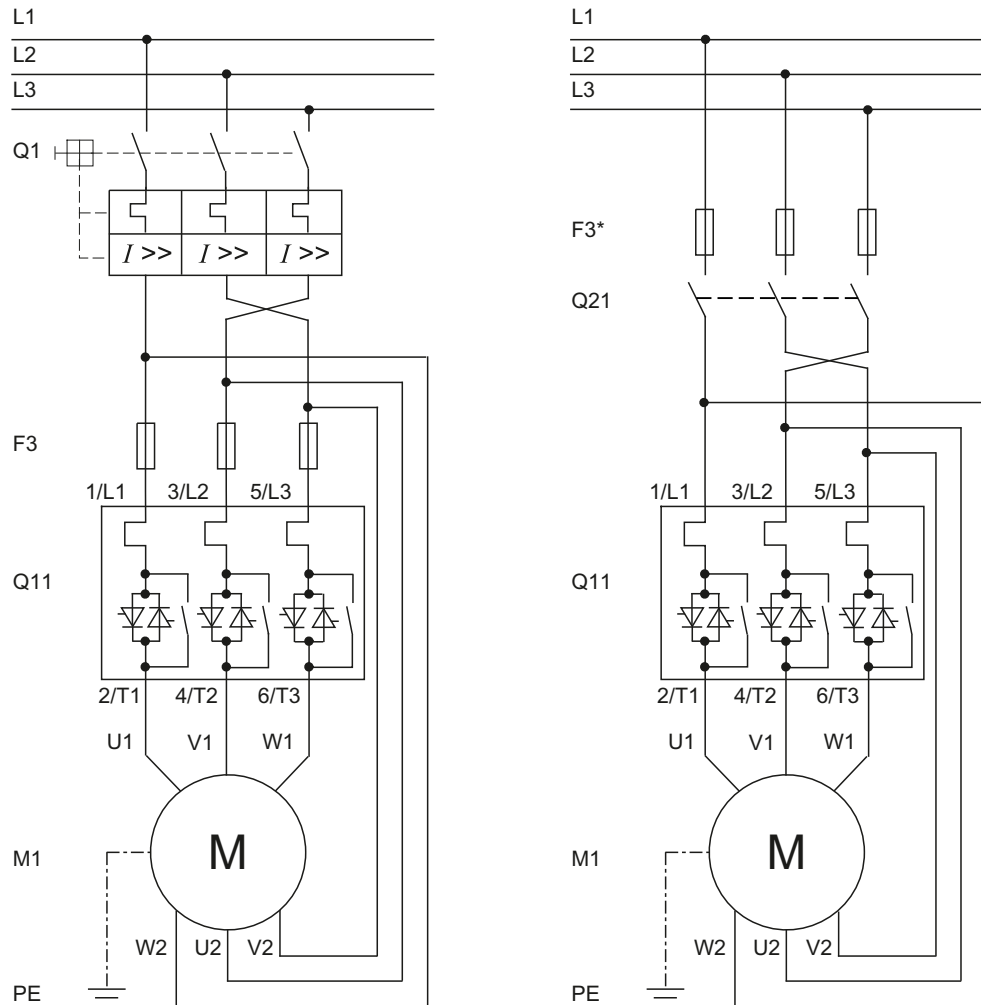 L1
L2
L3
Q1
I >> I >> I >>
F3
1/L1 3/L2 5/L3
Q11
2/T1 4/T2 6/T3
U1 V1 W1
M
M1
W2 U2 V2
PE
L1
L2
L3
F3*
Q21
1/L1 3/L2 5/L3
Q11
2/T1 4/T2 6/T3
U1 V1 W1
M
M1
W2 U2 V2
PE